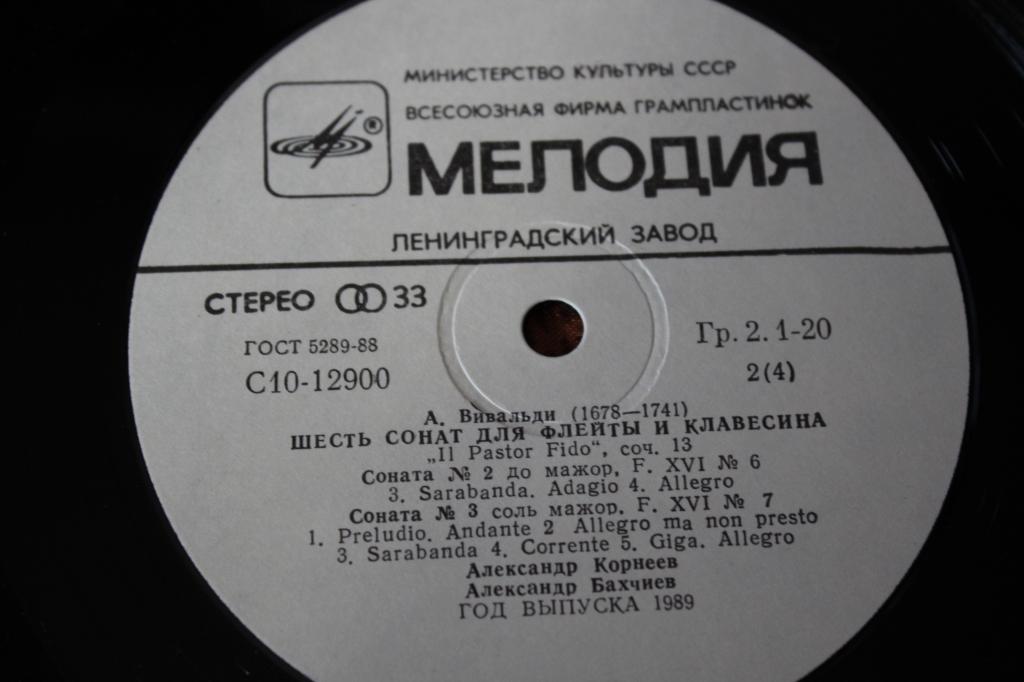 МИНИСТЕРСТВО КУЛЬТУРЫ СССР
ВСЕСОЮЗНАЯ ФИРМА ГРАМПЛАСТИНОК
®
МЕЛОДИЯ
ЛЕНИНГРАДСКИЙ ЗАВОД
СТЕРЕО 33
ГОСТ 5289-88
С10-12900
Гр. 2. 1-20
2(4)
А. Вивальди (1678—1741)
ШЕСТЬ СОНАТ ДЛЯ ФЛЕЙТЫ И КЛАВЕСИНА
„Il Pastor Fido“, соч. 13
Соната № 2 до мажор, F. XVI № 6
3. Sarabanda. Adagio 4. Allegro
Соната № 3 соль мажор, F. XVI № 7
1. Preludio. Andante 2 Allegro ma non presto
3. Sarabanda 4. Corrente 5. Giga. Allegro
Александр Корнеев
Александр Бахчиев
ГОД ВЫПУСКА 1989